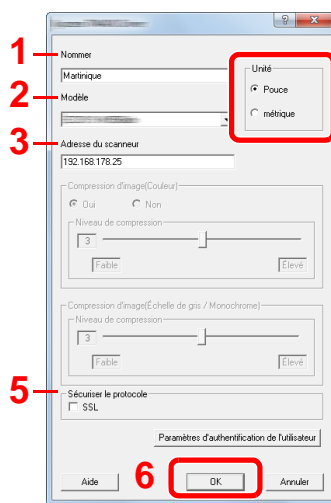 1
Nommer
Martinique
Unité
Pouce
métrique
2
Modèle
3
Adresse du scanneur
192.168.178.25
Compression d'image(Couleur)
Oui Non
Niveau de compression
3
Faible Élevé
Compression d'image(Échelle de gris / Monochrome)
Niveau de compression
3
Faible Élevé
5
Sécuriser le protocole
SSL
Paramètres d'authentification de l'utilisateur
6
Aide OK Annuler